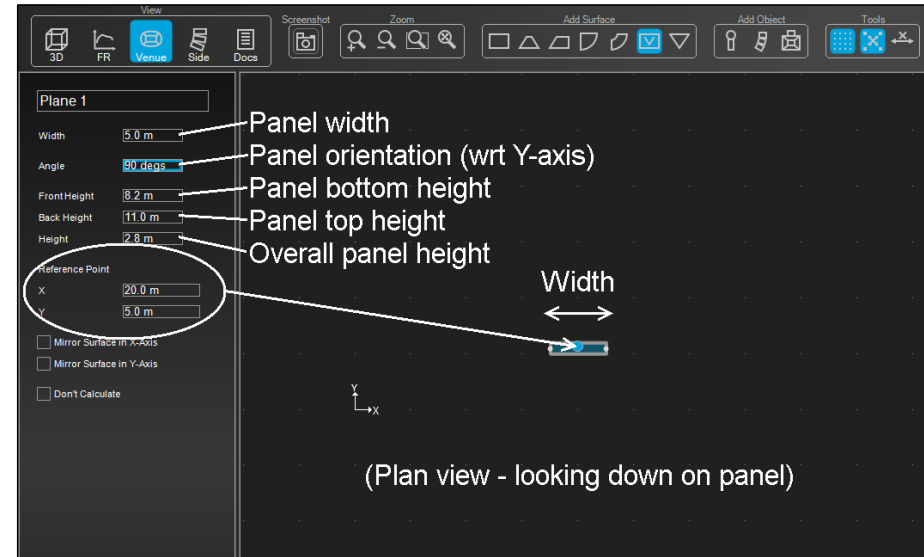 View
Screenshot
Zoom
Add Surface
Add Object
Tools
3D
FR
Venue
Side
Docs
Plane 1
Width 5.0 m
Angle 90 degs
Front Height 8.2 m
Back Height 11.0 m
Height 2.8 m
Reference Point
X 20.0 m
Y 5.0 m
Mirror Surface in X-Axis
Mirror Surface in Y-Axis
Don't Calculate
Panel width
Panel orientation (wrt Y-axis)
Panel bottom height
Panel top height
Overall panel height
Width
Y
X
(Plan view - looking down on panel)